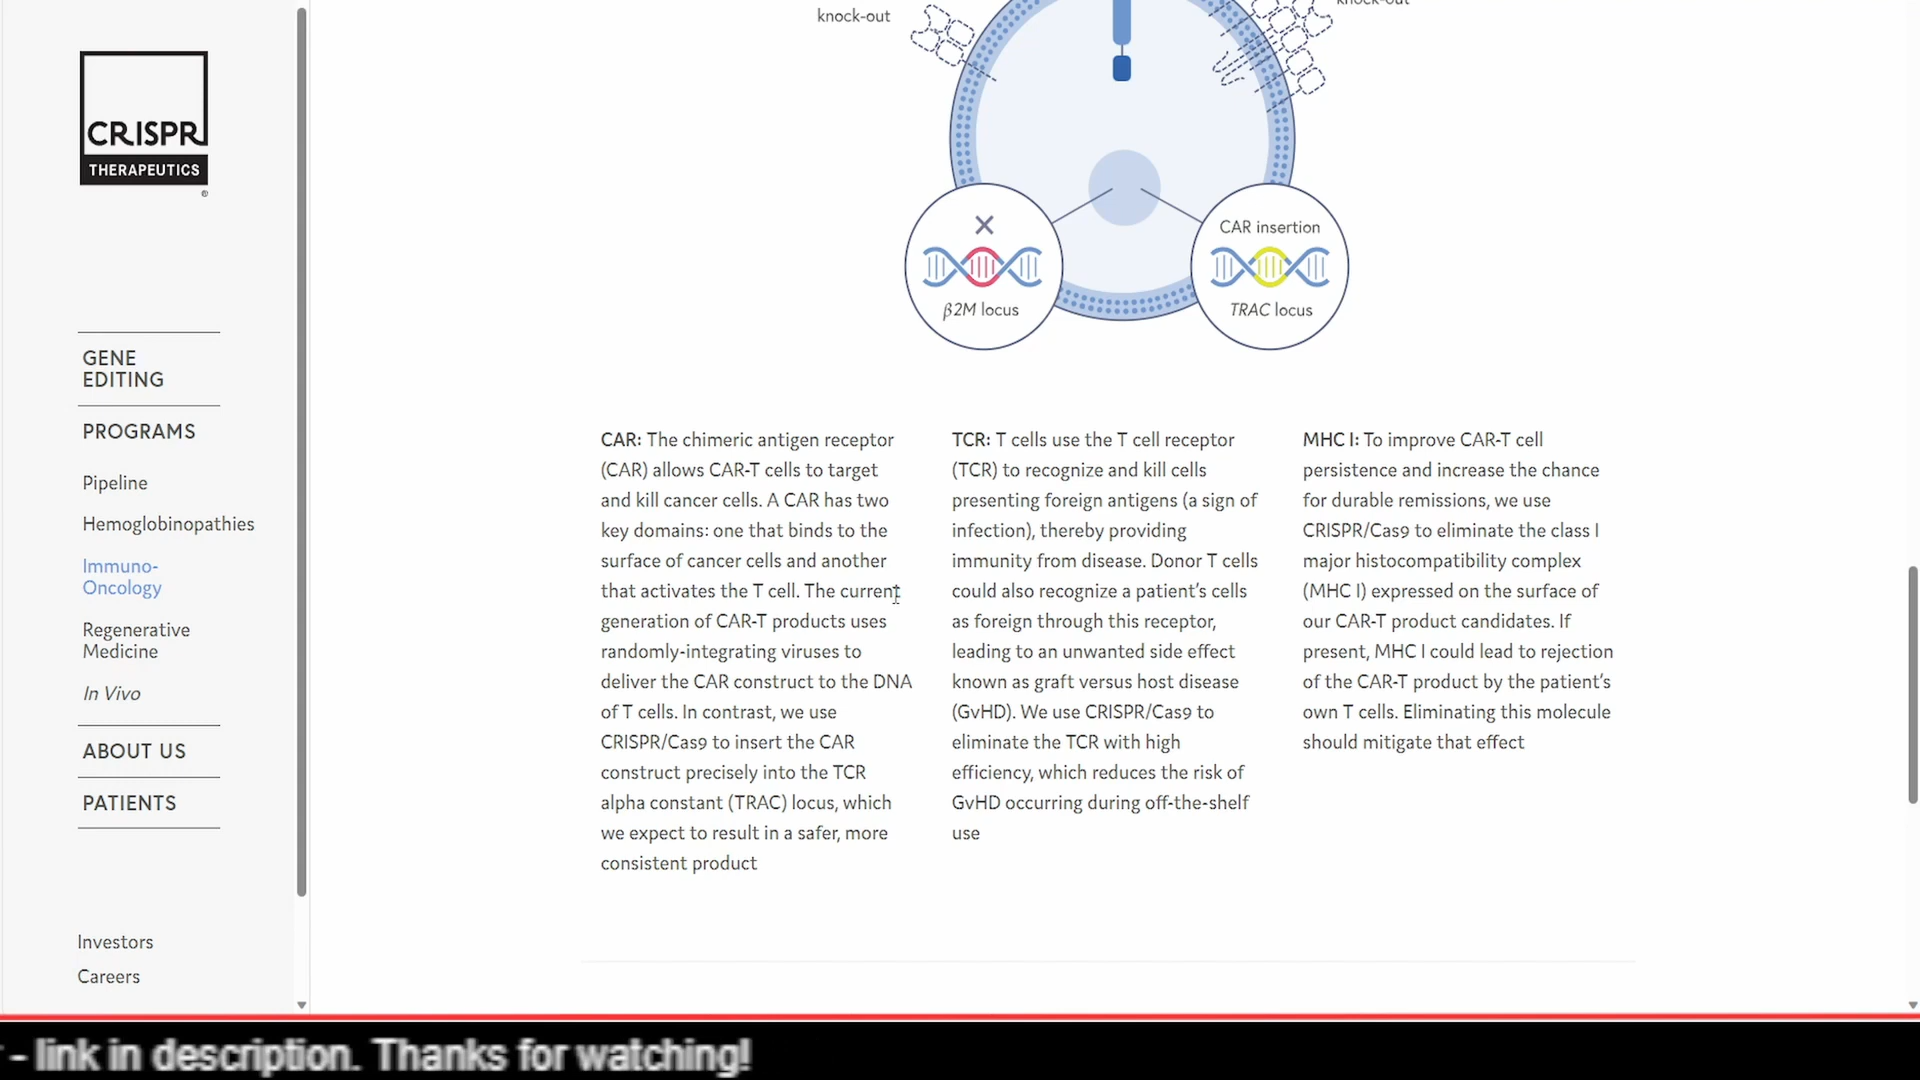 CRISPR
THERAPEUTICS
®
GENE
EDITING
PROGRAMS
Pipeline
Hemoglobinopathies
Immuno-
Oncology
Regenerative
Medicine
In Vivo
ABOUT US
PATIENTS
Investors
Careers
knock-out
knock-out
CAR insertion
β2M locus
TRAC locus
CAR: The chimeric antigen receptor
(CAR) allows CAR-T cells to target
and kill cancer cells. A CAR has two
key domains: one that binds to the
surface of cancer cells and another
that activates the T cell. The current
generation of CAR-T products uses
randomly-integrating viruses to
deliver the CAR construct to the DNA
of T cells. In contrast, we use
CRISPR/Cas9 to insert the CAR
construct precisely into the TCR
alpha constant (TRAC) locus, which
we expect to result in a safer, more
consistent product
TCR: T cells use the T cell receptor
(TCR) to recognize and kill cells
presenting foreign antigens (a sign of
infection), thereby providing
immunity from disease. Donor T cells
could also recognize a patient's cells
as foreign through this receptor,
leading to an unwanted side effect
known as graft versus host disease
(GvHD). We use CRISPR/Cas9 to
eliminate the TCR with high
efficiency, which reduces the risk of
GvHD occurring during off-the-shelf
use
MHC I: To improve CAR-T cell
persistence and increase the chance
for durable remissions, we use
CRISPR/Cas9 to eliminate the class I
major histocompatibility complex
(MHC I) expressed on the surface of
our CAR-T product candidates. If
present, MHC I could lead to rejection
of the CAR-T product by the patient's
own T cells. Eliminating this molecule
should mitigate that effect
- link in description. Thanks for watching!